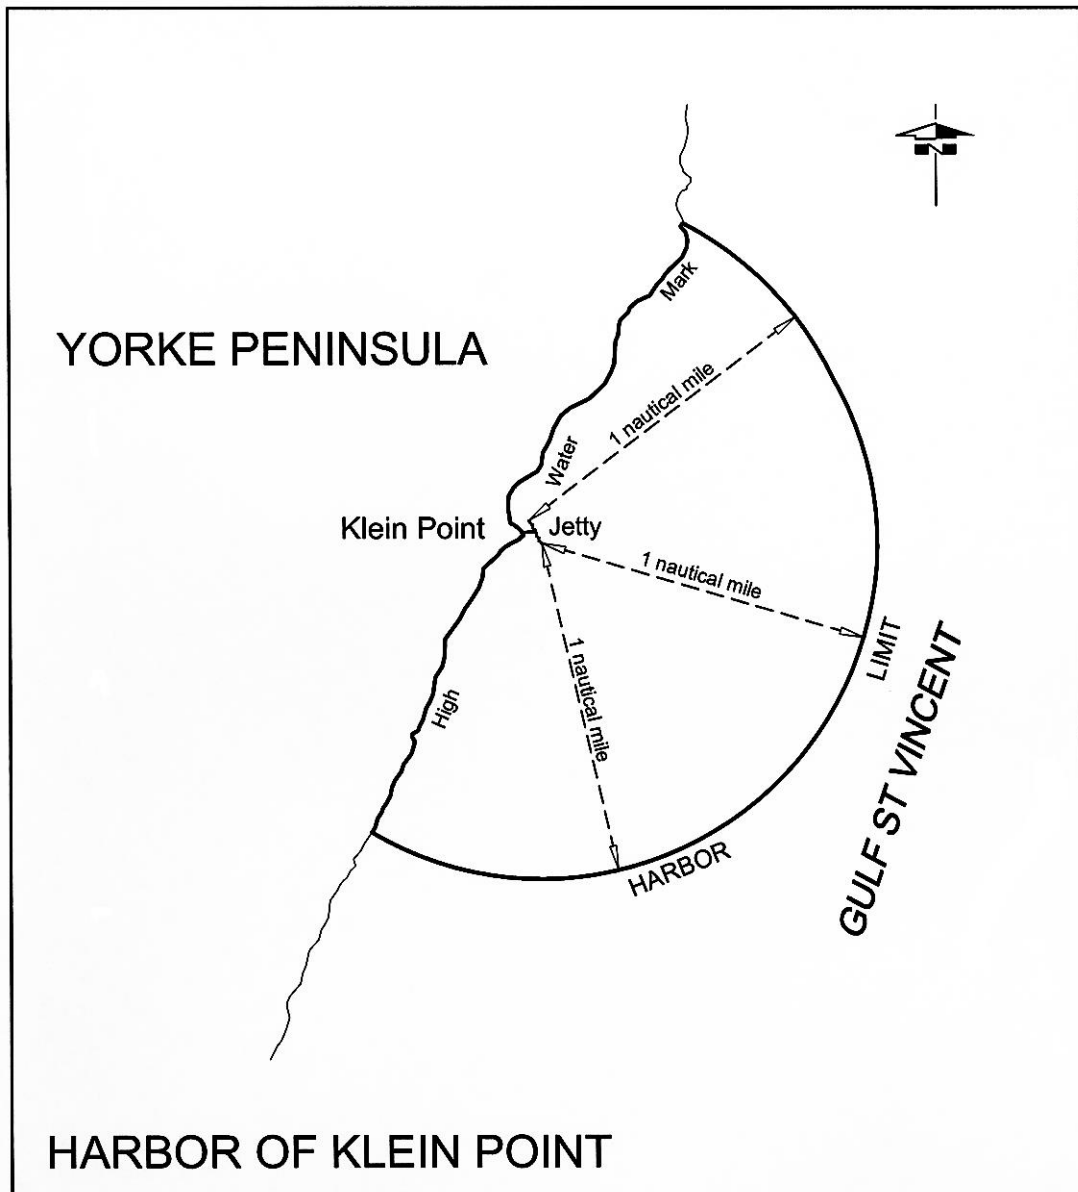 N
Mark
YORKE PENINSULA
1 nautical mile
Water
Klein Point
Jetty
1 nautical mile
1 nautical mile
LIMIT
High
GULF ST VINCENT
HARBOR
HARBOR OF KLEIN POINT